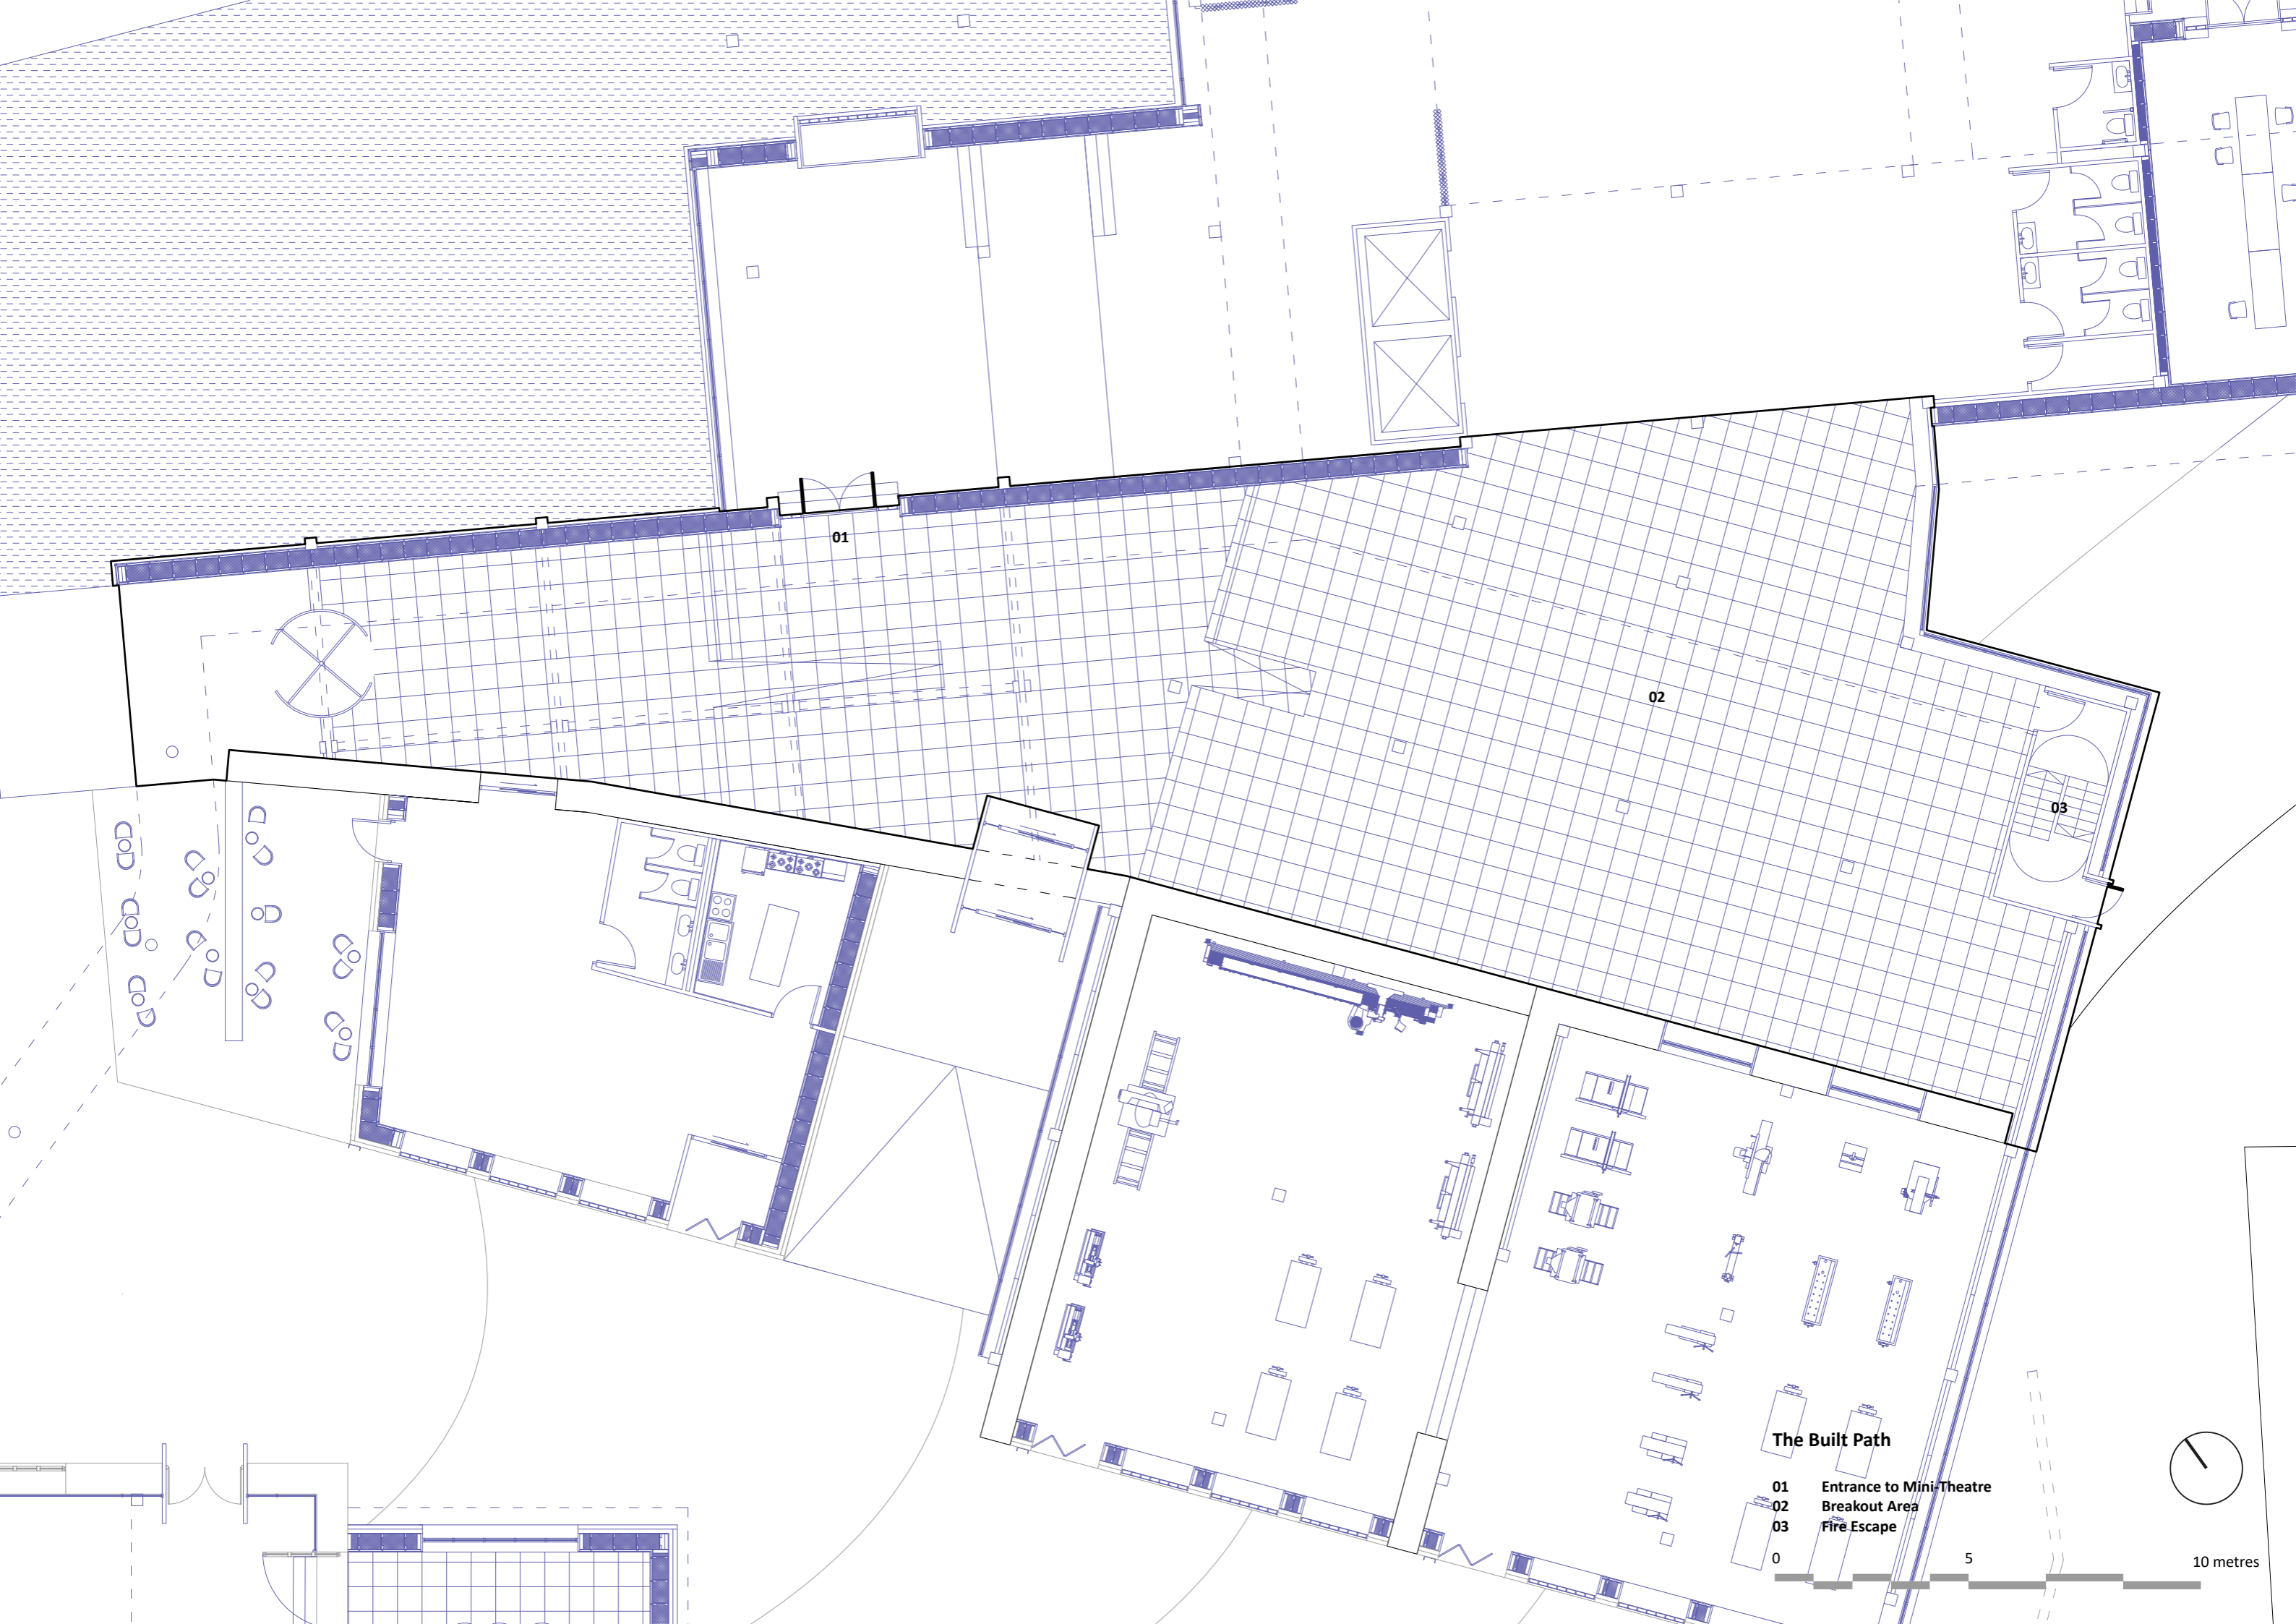 01
02
03
The Built Path
01 Entrance to Mini-Theatre
02 Breakout Area
03 Fire Escape
0 5 10 metres